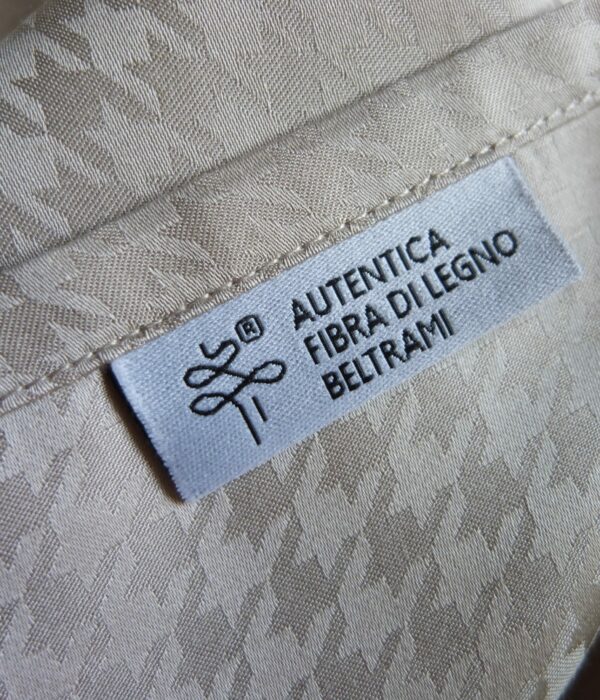 ®
AUTENTICA
FIBRA DI LEGNO
BELTRAMI